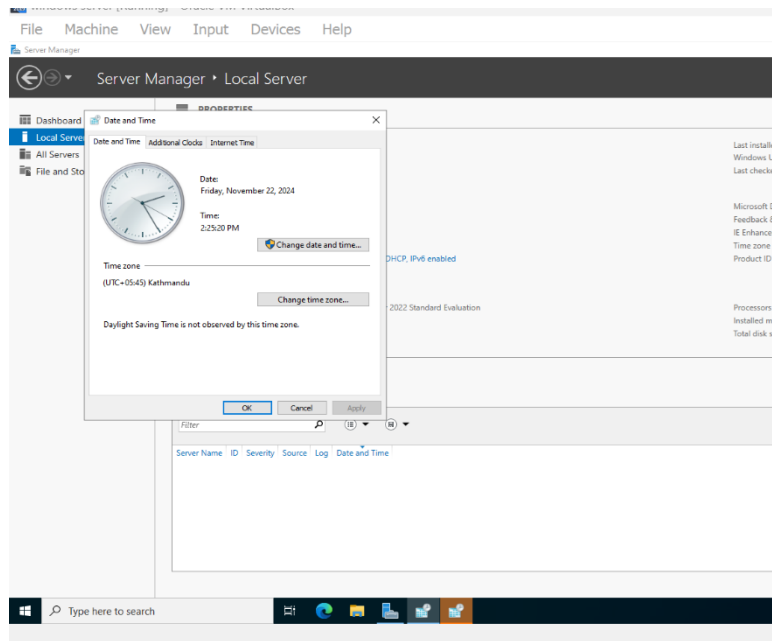 File Machine View Input Devices Help
Server Manager
Server Manager • Local Server
PROPERTIES
Dashboard
Local Serve
All Servers
File and Sto
Date and Time
Date and Time Additional Clocks Internet Time
Date:
Friday, November 22, 2024
Time:
2:25:20 PM
Change date and time...
Time zone
(UTC+05:45) Kathmandu
Change time zone...
Daylight Saving Time is not observed by this time zone.
OK Cancel Apply
DHCP, IPv6 enabled
2022 Standard Evaluation
Last install
Windows U
Last check
Microsoft D
Feedback &
IE Enhance
Time zone
Product ID
Processors
Installed m
Total disk s
Filter
Server Name ID Severity Source Log Date and Time
Type here to search